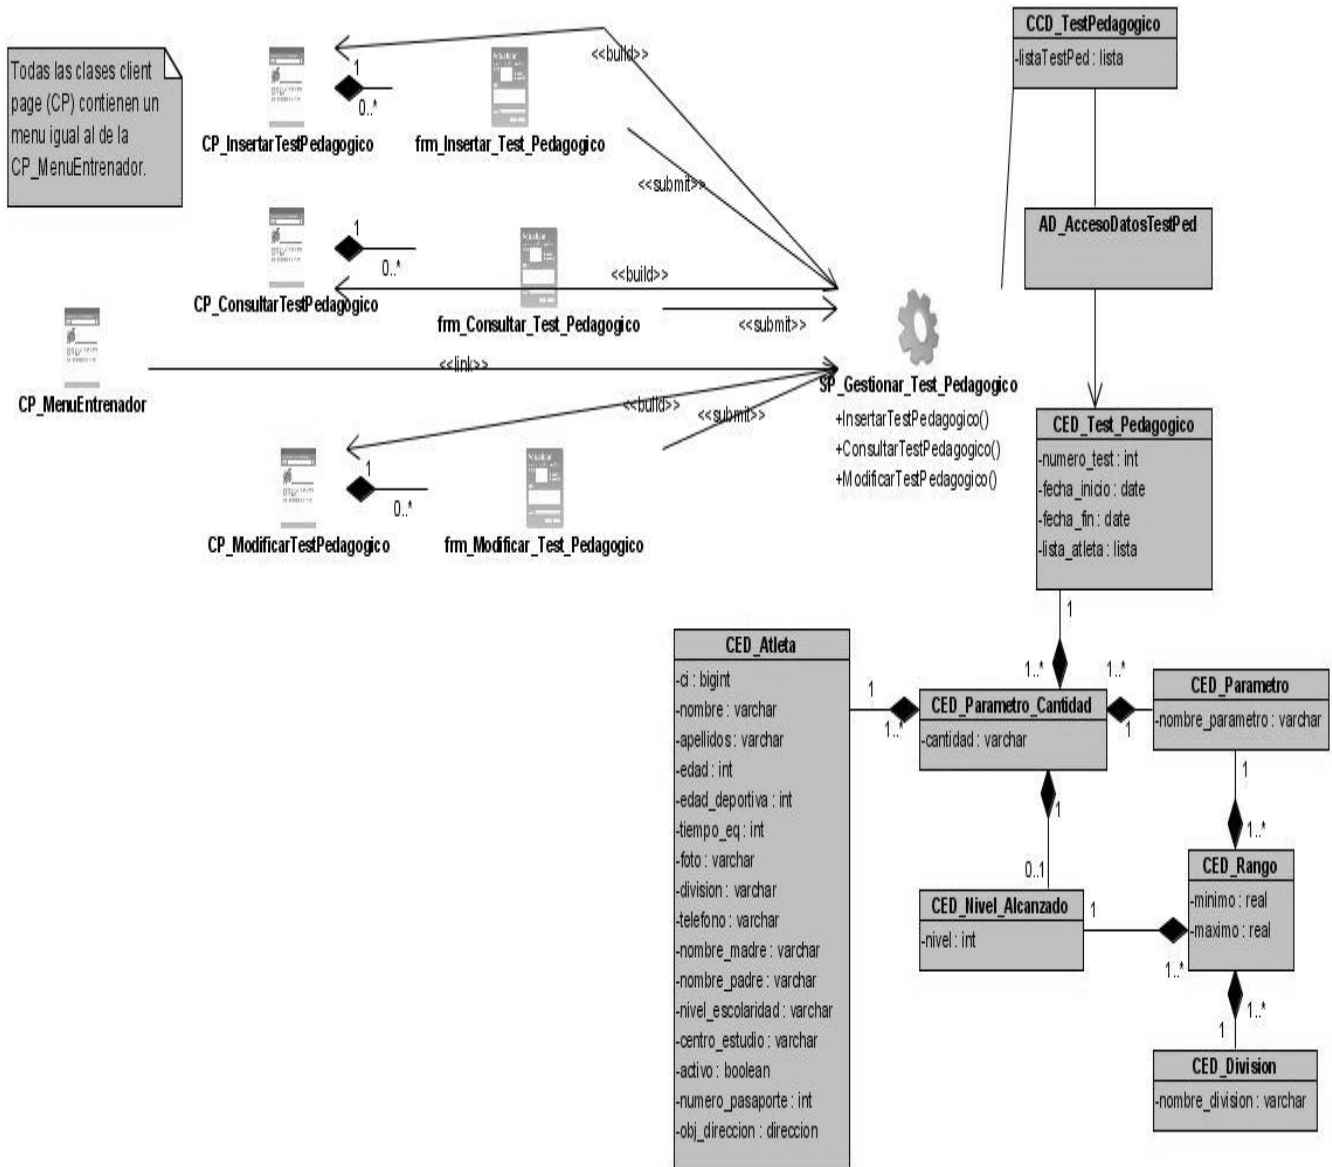 Todas las clases client
page (CP) contienen un
menu igual al de la
CP_MenuEntrenador.
CP_InsertarTestPedagogico
1
0..*
frm_Insertar_Test_Pedagogico
<<build>>
<<submit>>
CP_ConsultarTestPedagogico
1
0..*
frm_Consultar_Test_Pedagogico
<<build>>
<<submit>>
CP_MenuEntrenador
<<link>>
SP_Gestionar_Test_Pedagogico
+InsertarTestPedagogico()
+ConsultarTestPedagogico()
+ModificarTestPedagogico()
<<build>>
<<submit>>
CP_ModificarTestPedagogico
1
0..*
frm_Modificar_Test_Pedagogico
CCD_TestPedagogico
-listaTestPed : lista
AD_AccesoDatosTestPed
CED_Test_Pedagogico
-numero_test : int
-fecha_inicio : date
-fecha_fin : date
-lista_atleta : lista
1
1..*
CED_Atleta
-ci : bigint
-nombre : varchar
-apellidos : varchar
-edad : int
-edad_deportiva : int
-tiempo_eq : int
-foto : varchar
-division : varchar
-telefono : varchar
-nombre_madre : varchar
-nombre_padre : varchar
-nivel_escolaridad : varchar
-centro_estudio : varchar
-activo : boolean
-numero_pasaporte : int
-obj_direccion : direccion
1
1..*
CED_Parametro_Cantidad
-cantidad : varchar
1..*
1
CED_Parametro
-nombre_parametro : varchar
1
1..*
1
0..1
CED_Nivel_Alcanzado
-nivel : int
1
1..*
CED_Rango
-minimo : real
-maximo : real
1..*
1
CED_Division
-nombre_division : varchar